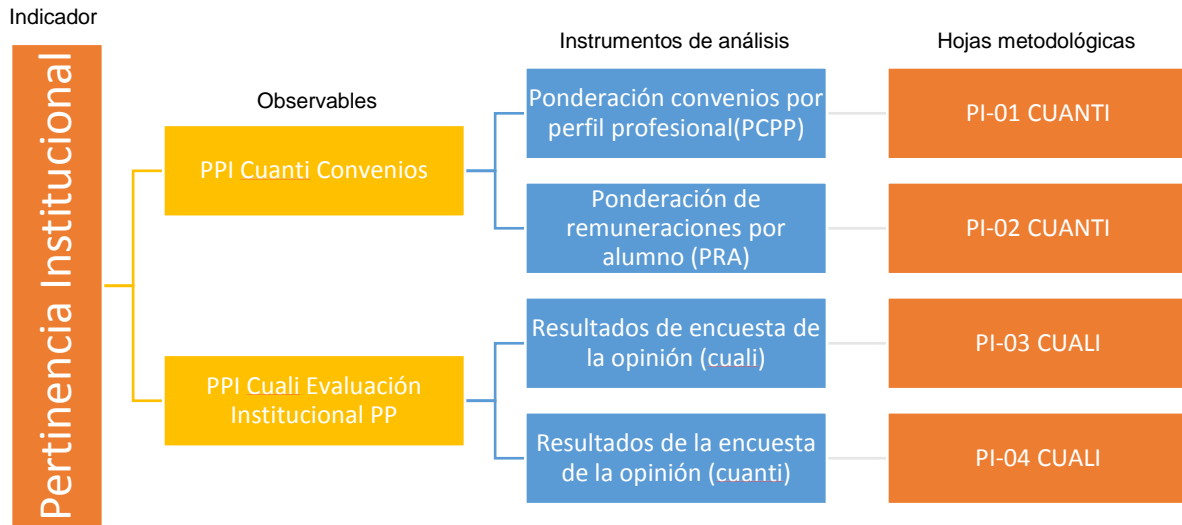 Indicador
Pertinencia Institucional
Observables
PPI Cuanti Convenios
PPI Cuali Evaluación
Institucional PP
Instrumentos de análisis
Ponderación convenios por
perfil profesional(PCPP)
Ponderación de
remuneraciones por
alumno (PRA)
Resultados de encuesta de
la opinión (cuali)
Resultados de la encuesta
de la opinión (cuanti)
Hojas metodológicas
PI-01 CUANTI
PI-02 CUANTI
PI-03 CUALI
PI-04 CUALI